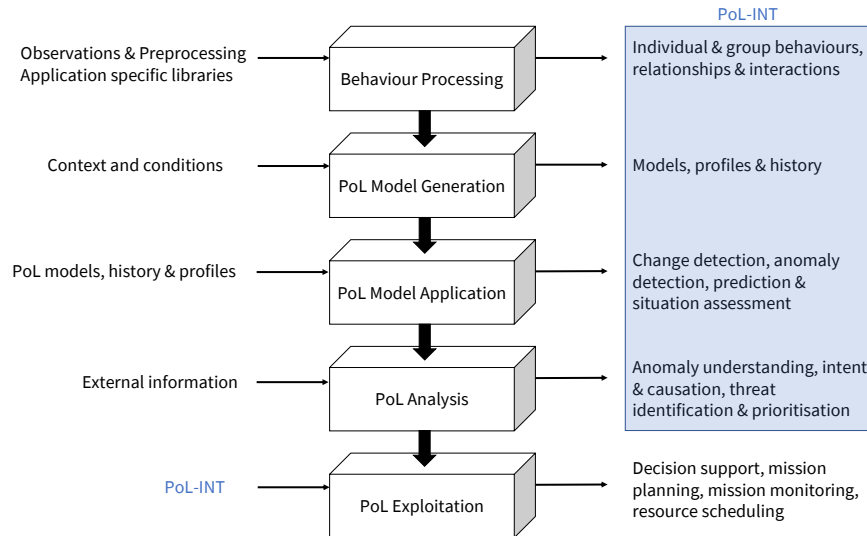 PoL-INT
Observations & Preprocessing
Application specific libraries
Behaviour Processing
Individual & group behaviours,
relationships & interactions
Context and conditions
PoL Model Generation
Models, profiles & history
PoL models, history & profiles
PoL Model Application
Change detection, anomaly
detection, prediction &
situation assessment
External information
PoL Analysis
Anomaly understanding, intent
& causation, threat
identification & prioritisation
PoL-INT
PoL Exploitation
Decision support, mission
planning, mission monitoring,
resource scheduling